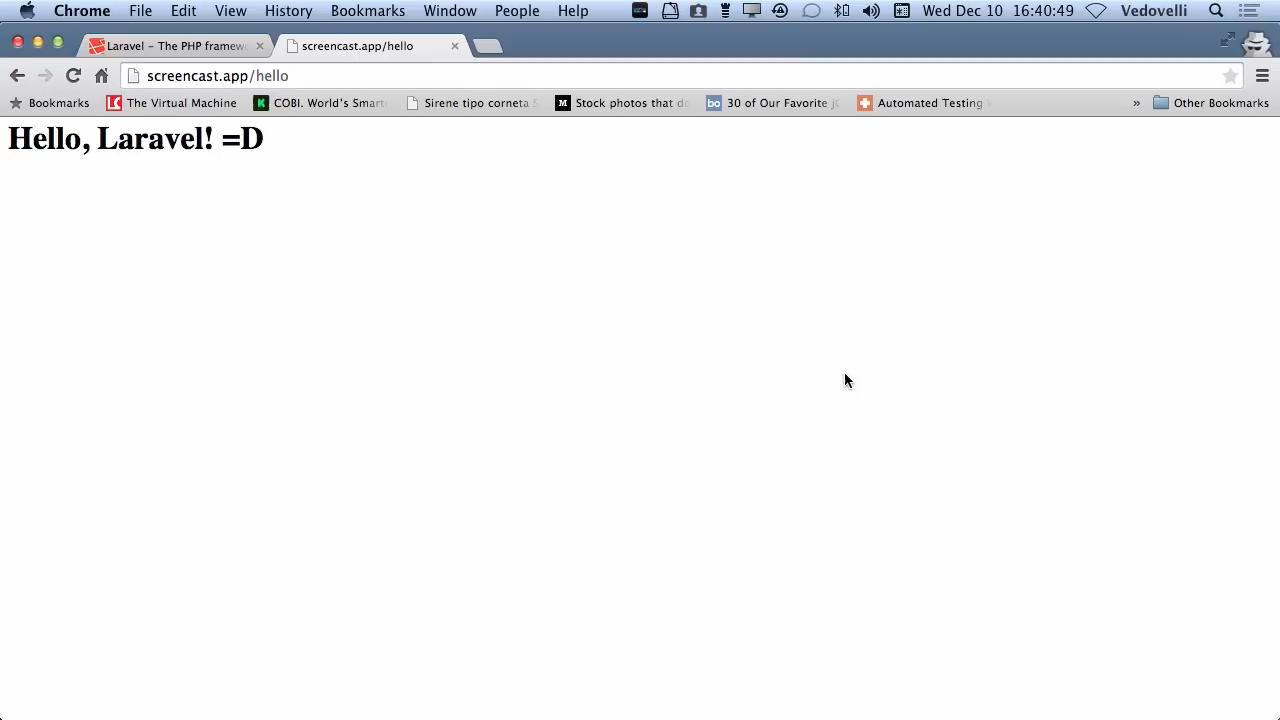 Chrome File Edit View History Bookmarks Window People Help Wed Dec 10 16:40:49 Vedovelli
Laravel - The PHP framew screencast.app/hello
screencast.app/hello
Bookmarks The Virtual Machine COBI. World's Smart Sirene tipo corneta Stock photos that d bo 30 of Our Favorite j Automated Testing » Other Bookmarks
Hello, Laravel! =D